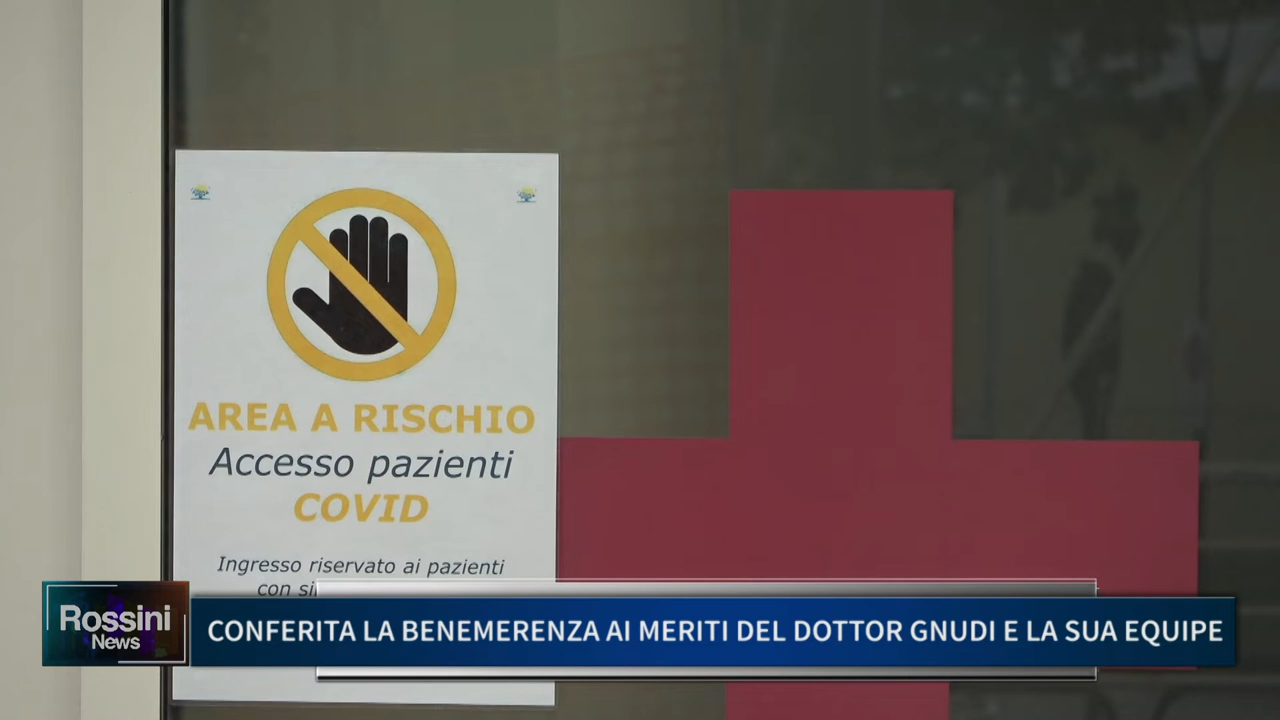 AREA A RISCHIO
Accesso pazienti
COVID
Ingresso riservato ai pazienti
con
Rossini
News
CONFERITA LA BENEMERENZA AI MERITI DEL DOTTOR GNUDI E LA SUA EQUIPE